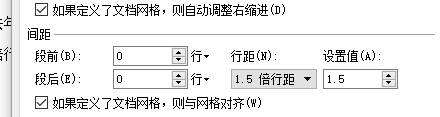 如果定义了文档网格，则自动调整右缩进(D)
间距
段前(B): 0 行 行距(N): 设置值(A):
段后(E): 0 行 1.5 倍行距 1.5
如果定义了文档网格，则与网格对齐(W)